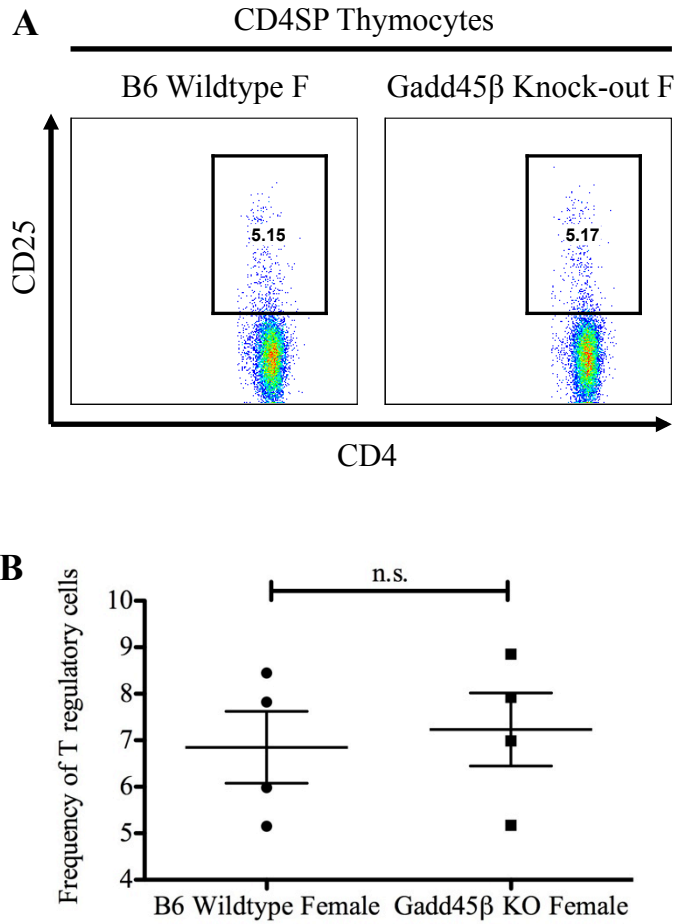 A
CD4SP Thymocytes
B6 Wildtype F
Gadd45β Knock-out F
CD25
5.15
5.17
CD4
B
n.s.
Frequency of T regulatory cells
10
9
8
7
6
5
4
B6 Wildtype Female
Gadd45β KO Female